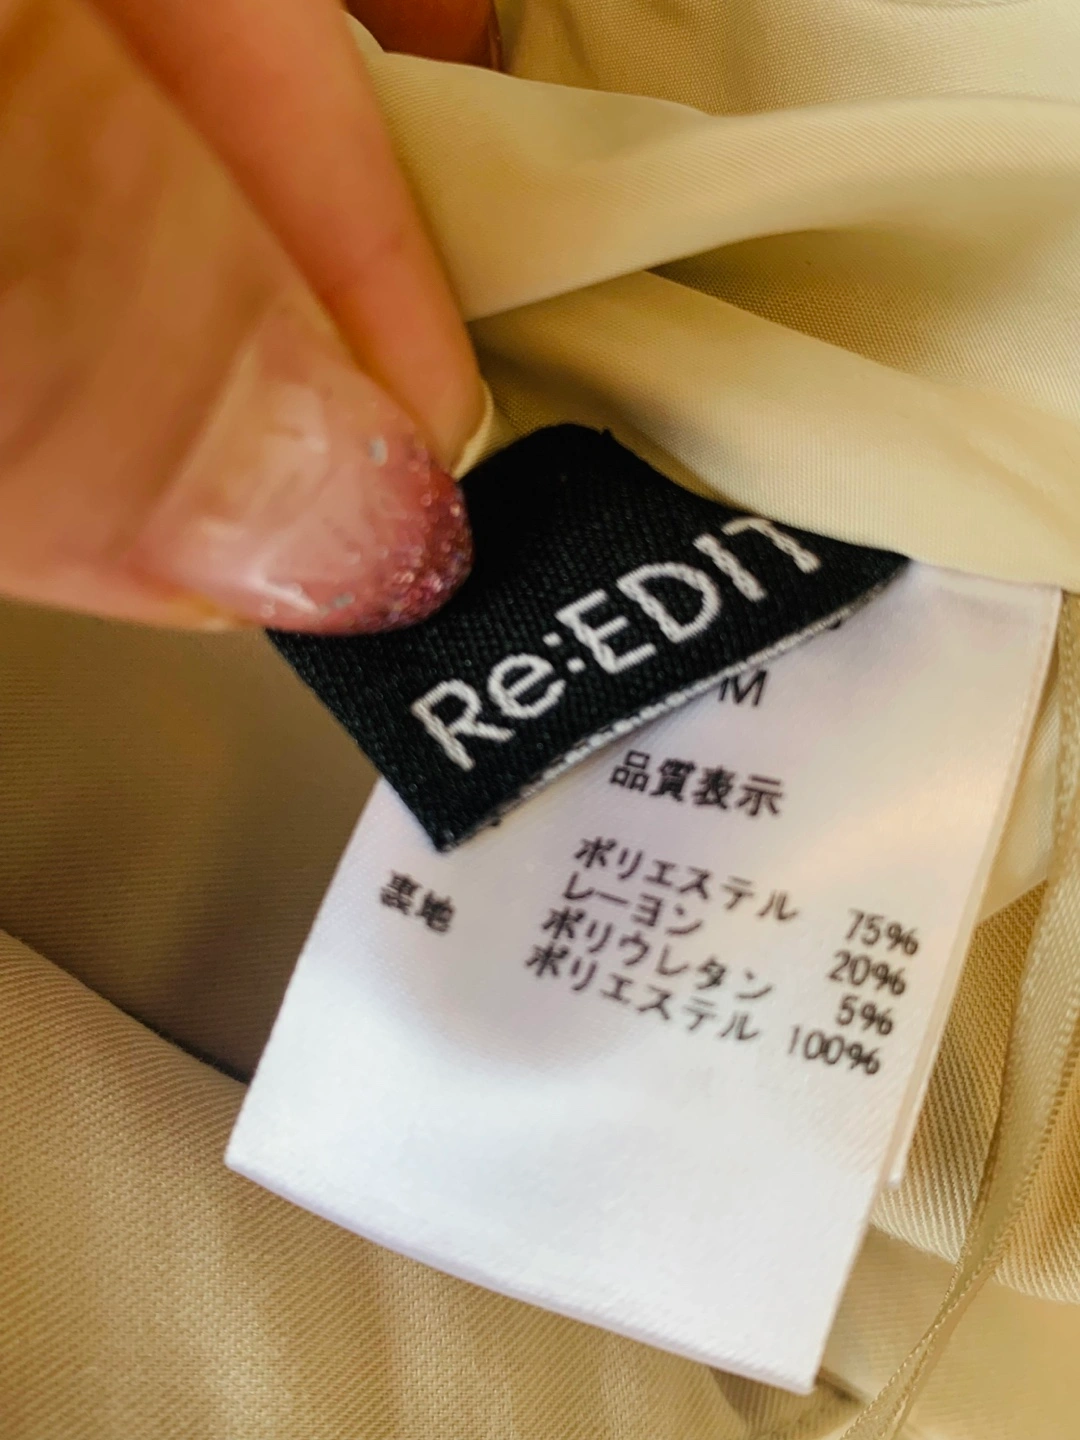 Re:EDIT
M
品質表示
ポリエステル 75%
レーヨン 20%
ポリウレタン 5%
裏地 ポリエステル 100%